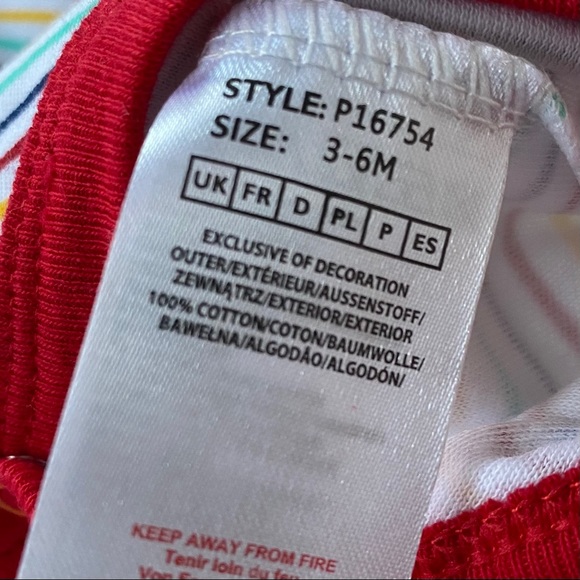 STYLE: P16754
SIZE: 3-6M
UK FR D PL P ES
EXCLUSIVE OF DECORATION
OUTER/EXTÉRIEUR/AUSSENSTOFF/
ZEWNĄTRZ/EXTERIOR/EXTERIOR
100% COTTON/COTON/BAUMWOLLE/
BAWEŁNA/ALGODÃO/ALGODÓN/
KEEP AWAY FROM FIRE
Tenir loin du feu
Von